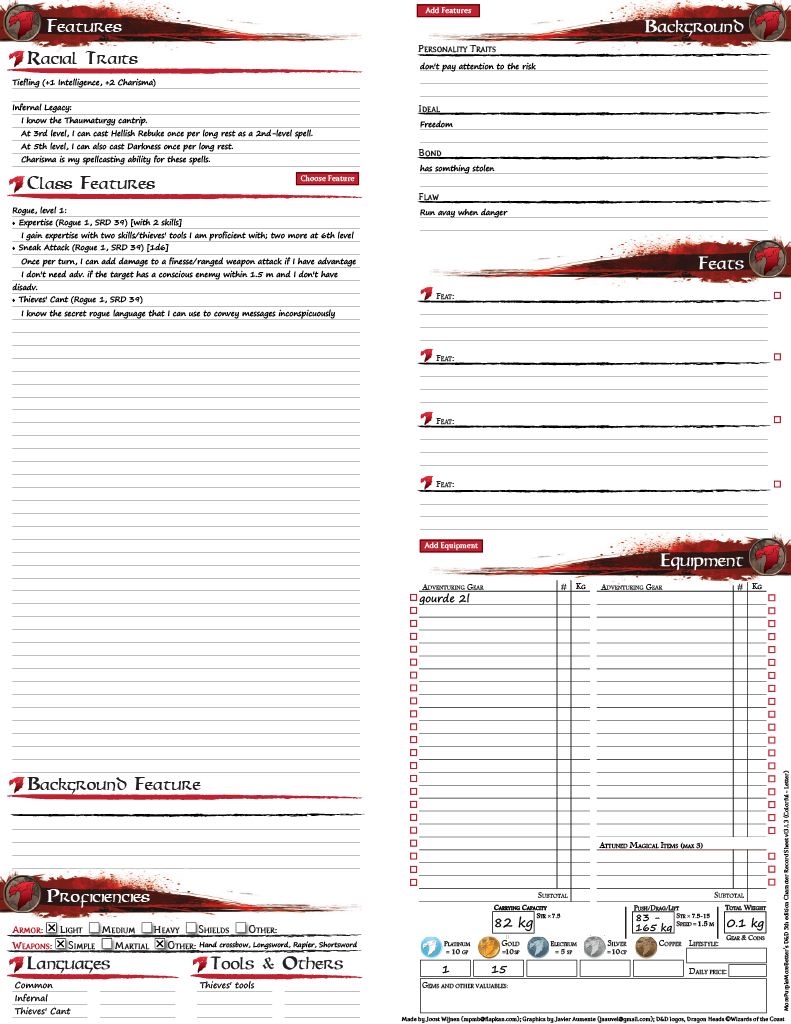 Features
Racial Traits
Tiefling (+1 Intelligence, +2 Charisma)
Infernal Legacy:
I know the Thaumaturgy cantrip.
At 3rd level, I can cast Hellish Rebuke once per long rest as a 2nd-level spell.
At 5th level, I can also cast Darkness once per long rest.
Charisma is my spellcasting ability for these spells.
Class Features
Choose Feature
Rogue, level 1:
♦ Expertise (Rogue 1, SRD 39) [with 2 skills]
I gain expertise with two skills/thieves' tools I am proficient with; two more at 6th level
♦ Sneak Attack (Rogue 1, SRD 39) [1d6]
Once per turn, I can add damage to a finesse/ranged weapon attack if I have advantage
I don't need adv. if the target has a conscious enemy within 1.5 m and I don't have
disadv.
♦ Thieves' Cant (Rogue 1, SRD 39)
I know the secret rogue language that I can use to convey messages inconspicuously
Background Feature
Proficiencies
Armor: Light Medium Heavy Shields Other:
Weapons: Simple Martial Other: Hand crossbow, Longsword, Rapier, Shortsword
Languages
Common
Infernal
Thieves' Cant
Tools & Others
Thieves' tools
Add Features
Background
Personality Traits
don't pay attention to the risk
Ideal
Freedom
Bond
has somthing stolen
Flaw
Run avay when danger
Feats
Feat:
Feat:
Feat:
Feat:
Add Equipment
Equipment
Adventuring Gear # Kg Adventuring Gear # Kg
gourde 2l
Attuned Magical Items (max 3)
Subtotal Subtotal
Carrying Capacity
82 kg
Str × 7.5
Push/Drag/Lift
83 -
165 kg
Str × 7.5-15
Speed = 1.5 m
Total Weight
0.1 kg
Gear & Coins
Platinum
= 10 GP
Gold
=10 SP
Electrum
= 5 SP
Silver
=10 CP
Copper
Lifestyle:
1 15
Daily price:
Gems and other valuables:
Made by Joost Wijnen (mpmb@flapkan.com); Graphics by Javier Aumente (jaauvel@gmail.com); D&D logos, Dragon Heads ©Wizards of the Coast
MorePurpleMoreBetter's D&D 5th edition Character Record Sheet v13.1.3 (Colorful - Letter)